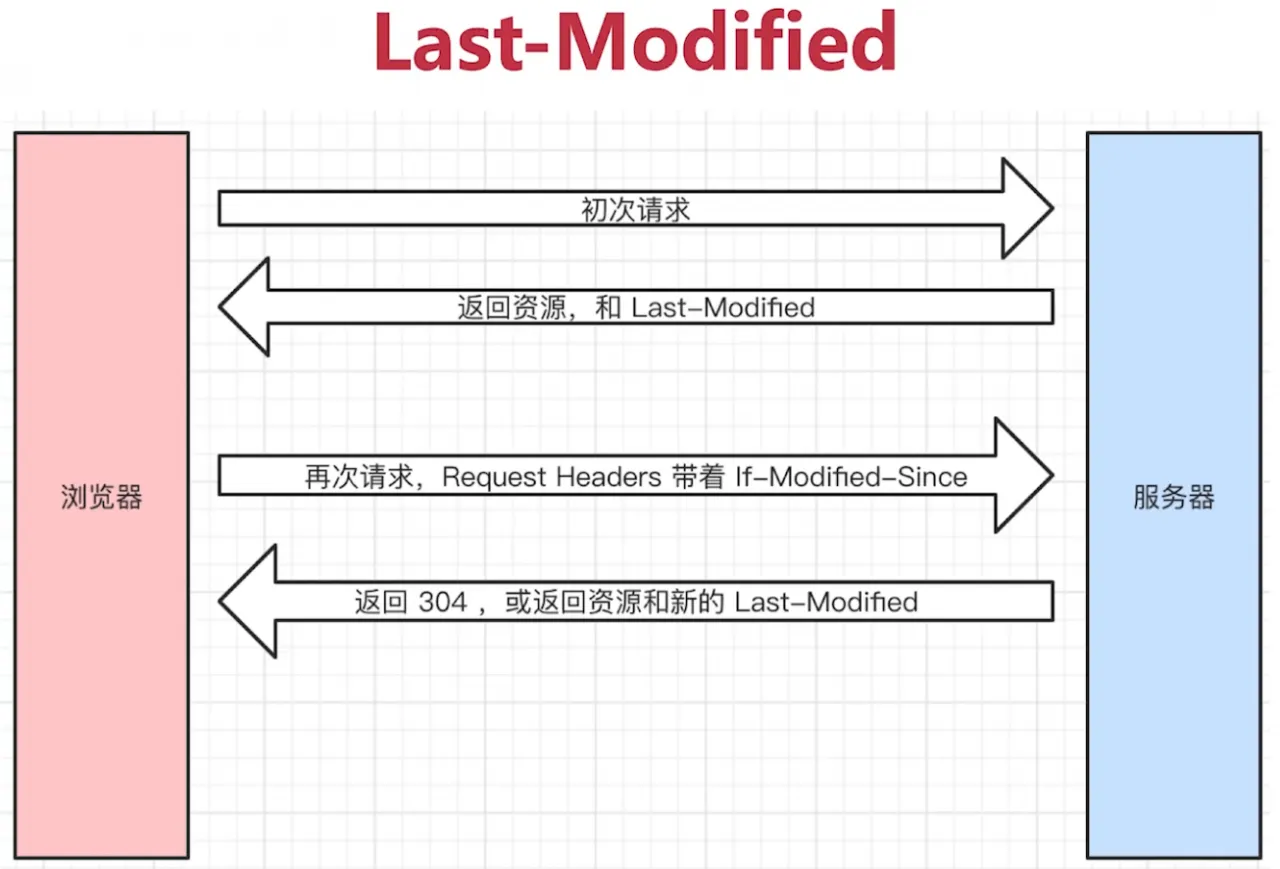 Last-Modified
初次请求
返回资源，和 Last-Modified
再次请求，Request Headers 带着 If-Modified-Since
浏览器
服务器
返回 304 ，或返回资源和新的 Last-Modified